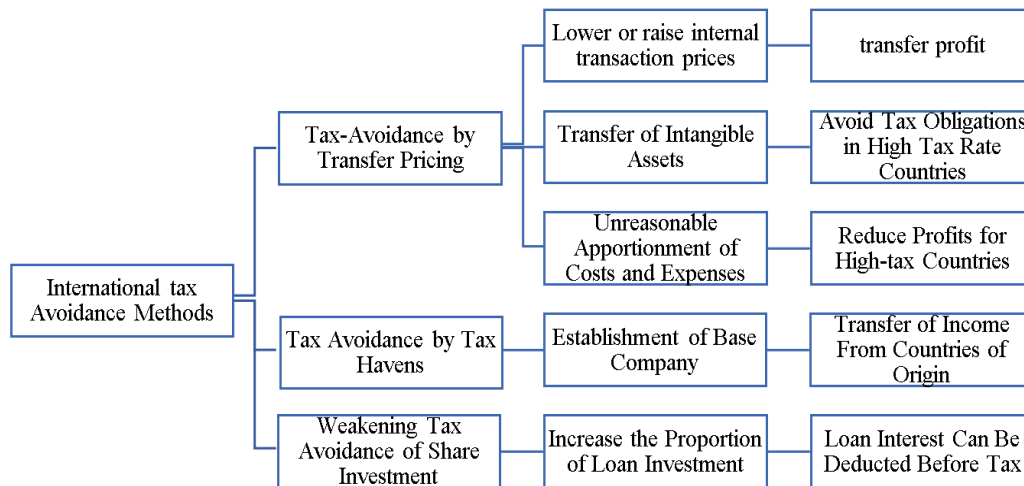 International tax
Avoidance Methods
Tax-Avoidance by
Transfer Pricing
Lower or raise internal
transaction prices
transfer profit
Transfer of Intangible
Assets
Avoid Tax Obligations
in High Tax Rate
Countries
Unreasonable
Apportionment of
Costs and Expenses
Reduce Profits for
High-tax Countries
Tax Avoidance by Tax
Havens
Establishment of Base
Company
Transfer of Income
From Countries of
Origin
Weakening Tax
Avoidance of Share
Investment
Increase the Proportion
of Loan Investment
Loan Interest Can Be
Deducted Before Tax